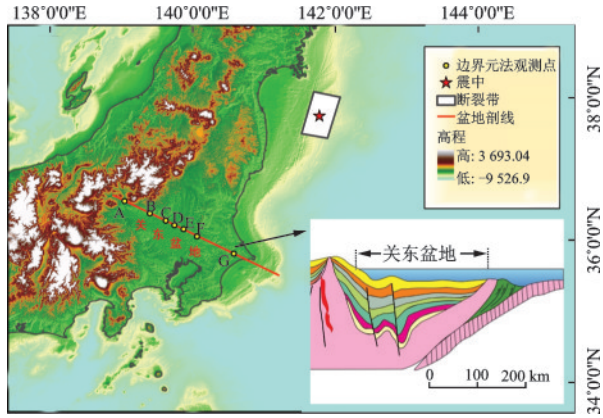 138°0′0″E 140°0′0″E 142°0′0″E 144°0′0″E
边界元法观测点
震中
断裂带
盆地剖线
高程
高: 3 693.04
低: -9 526.9
38°0′0″N
36°0′0″N
34°0′0″N
A
B
C
D
E
F
G
关东盆地
关东盆地
0 100 200 km